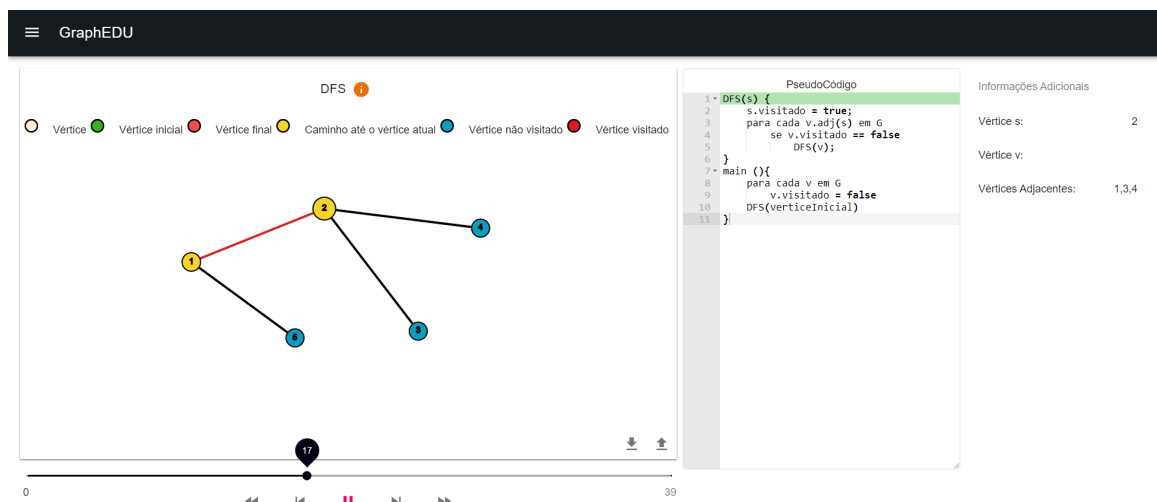 GraphEDU
DFS
Vértice Vértice inicial Vértice final Caminho até o vértice atual Vértice não visitado Vértice visitado
2
4
1
3
5
17
0
39
PseudoCódigo
1 DFS(s) {
2 s.visitado = true;
3 para cada v.adj(s) em G
4 se v.visitado == false
5 DFS(v);
6 }
7 main (){
8 para cada v em G
9 v.visitado = false
10 DFS(verticeInicial)
11 }
Informações Adicionais
Vértice s: 2
Vértice v:
Vértices Adjacentes: 1,3,4